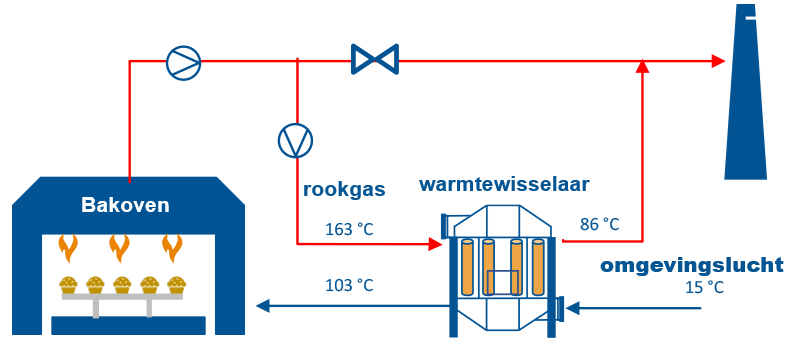 Bakoven
rookgas
163 °C
warmtewisselaar
86 °C
103 °C
omgevingslucht
15 °C